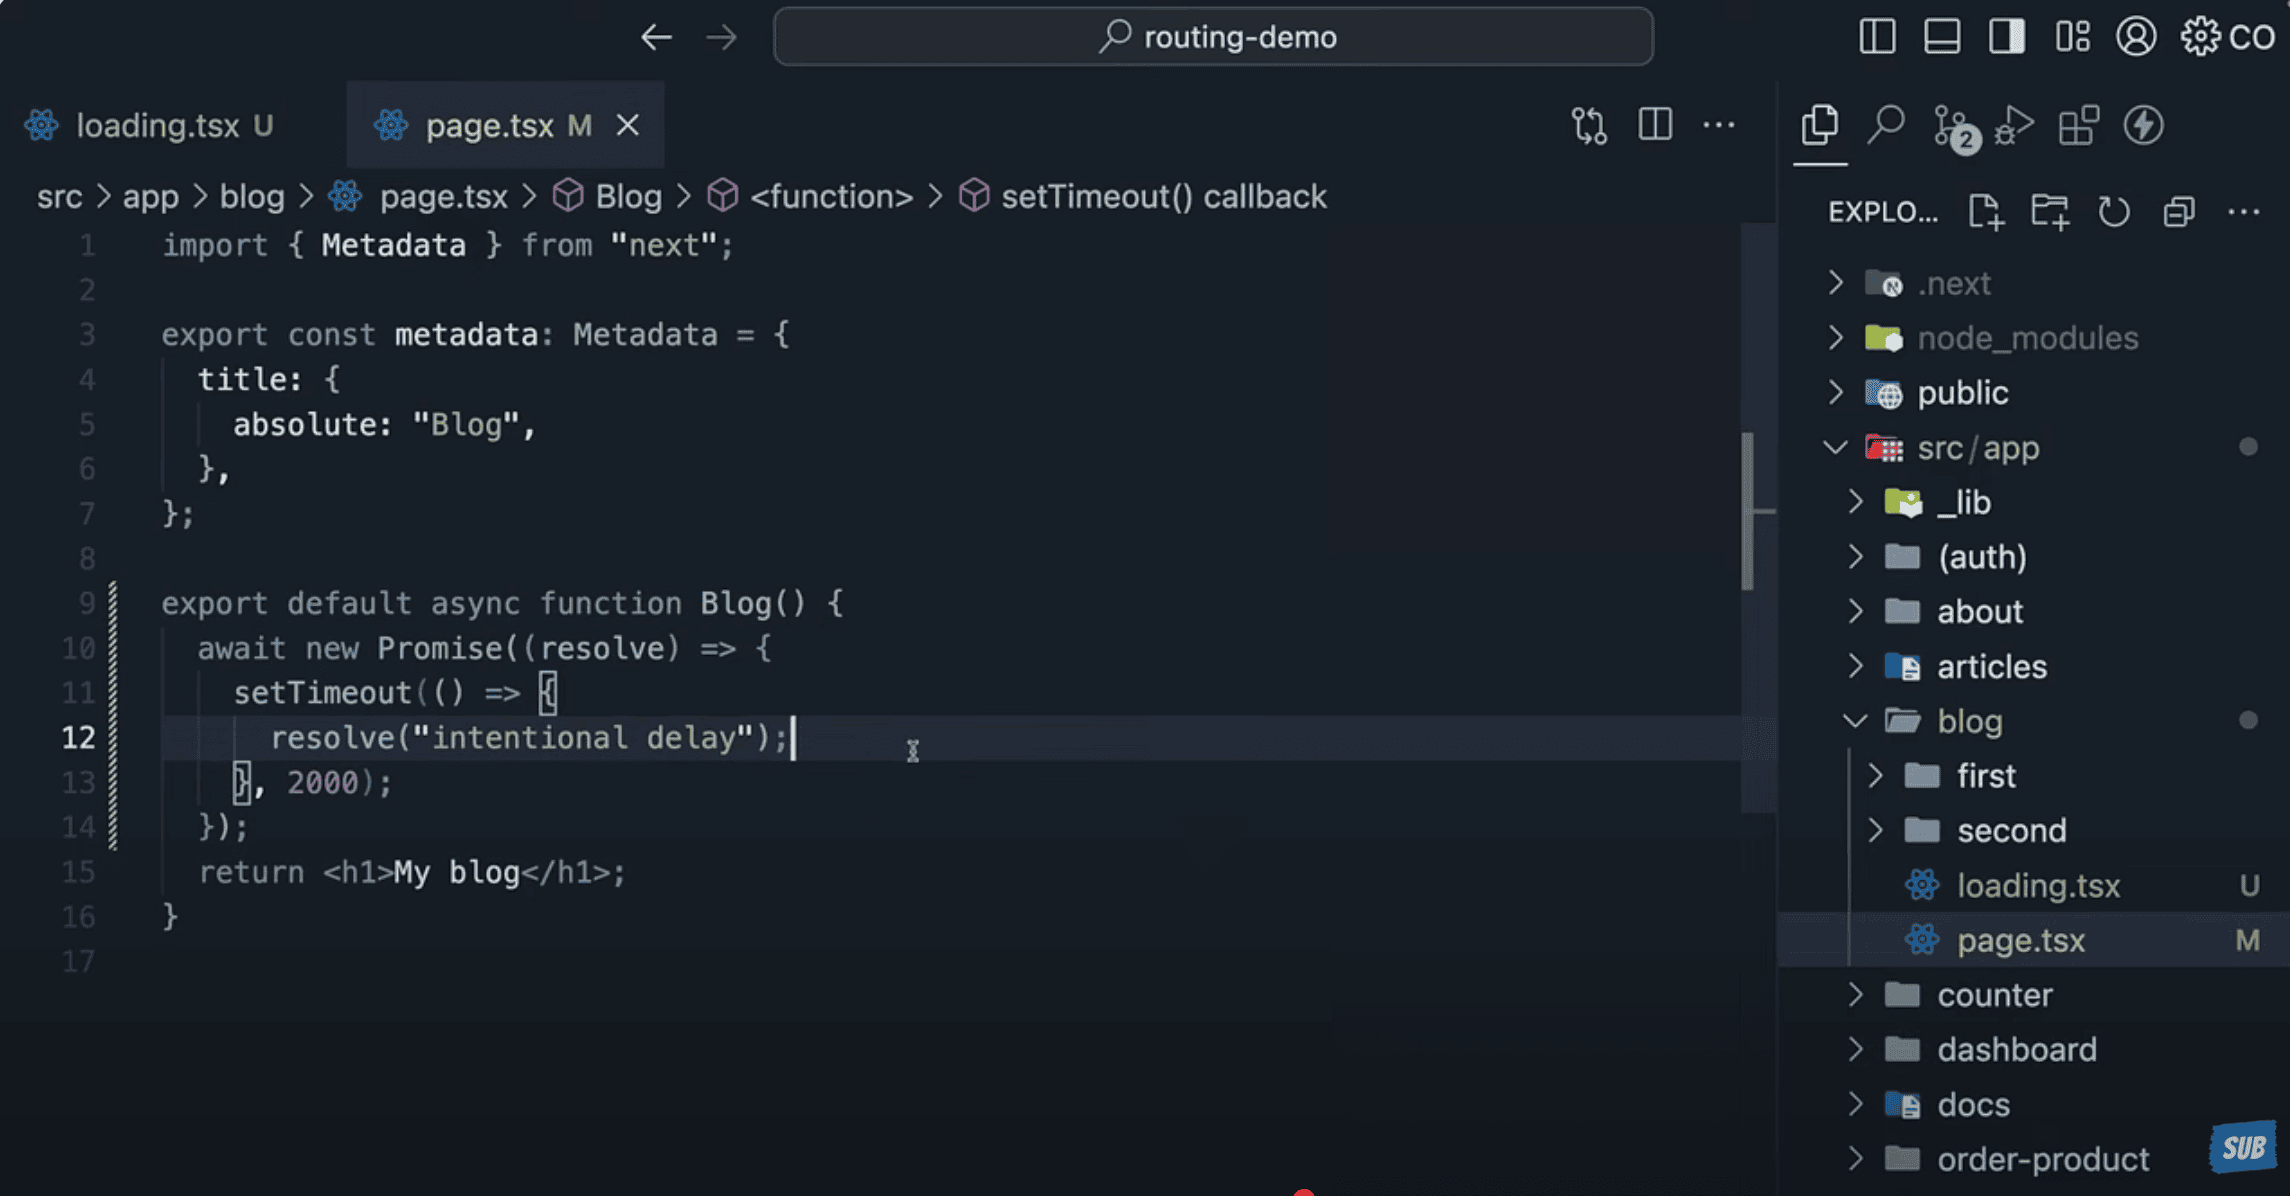 routing-demo
CO
loading.tsx U
page.tsx M
2
src > app > blog > page.tsx > Blog > <function> > setTimeout() callback
1 import { Metadata } from "next";
2
3 export const metadata: Metadata = {
4 title: {
5 absolute: "Blog",
6 },
7 };
8
9 export default async function Blog() {
10 await new Promise((resolve) => {
11 setTimeout(() => {
12 resolve("intentional delay");
13 }, 2000);
14 });
15 return <h1>My blog</h1>;
16 }
17
EXPLO...
.next
node_modules
public
src/app
_lib
(auth)
about
articles
blog
first
second
loading.tsx U
page.tsx M
counter
dashboard
docs
order-product
SUB